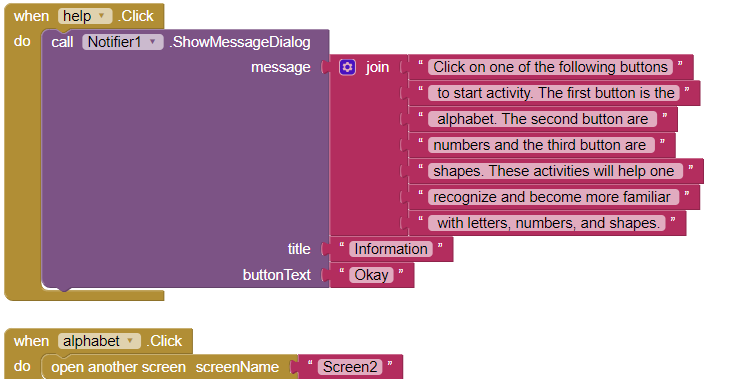 when help .Click
do call Notifier1 .ShowMessageDialog
message join " Click on one of the following buttons "
" to start activity. The first button is the "
" alphabet. The second button are "
" numbers and the third button are "
" shapes. These activities will help one "
" recognize and become more familiar "
" with letters, numbers, and shapes. "
title " Information "
buttonText " Okay "
when alphabet .Click
do open another screen screenName " Screen2 "